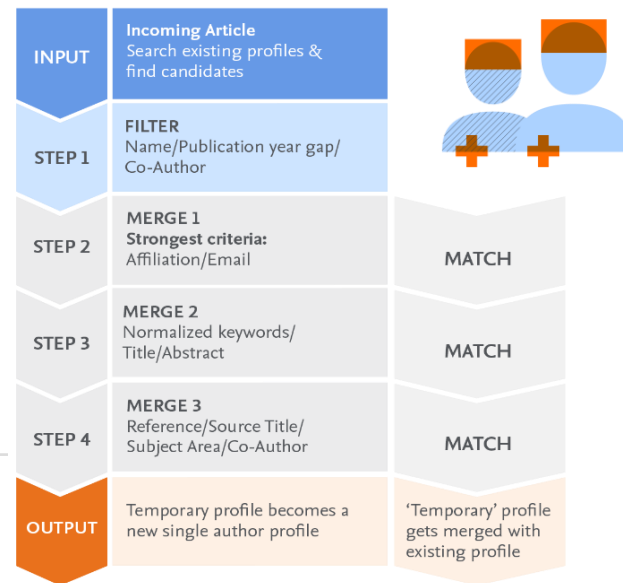 INPUT
Incoming Article
Search existing profiles &
find candidates
STEP 1
FILTER
Name/Publication year gap/
Co-Author
STEP 2
MERGE 1
Strongest criteria:
Affiliation/Email
MATCH
STEP 3
MERGE 2
Normalized keywords/
Title/Abstract
MATCH
STEP 4
MERGE 3
Reference/Source Title/
Subject Area/Co-Author
MATCH
OUTPUT
Temporary profile becomes a
new single author profile
‘Temporary’ profile
gets merged with
existing profile